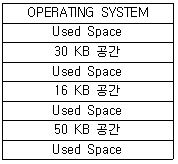 OPERATING SYSTEM
Used Space
30 KB 공간
Used Space
16 KB 공간
Used Space
50 KB 공간
Used Space